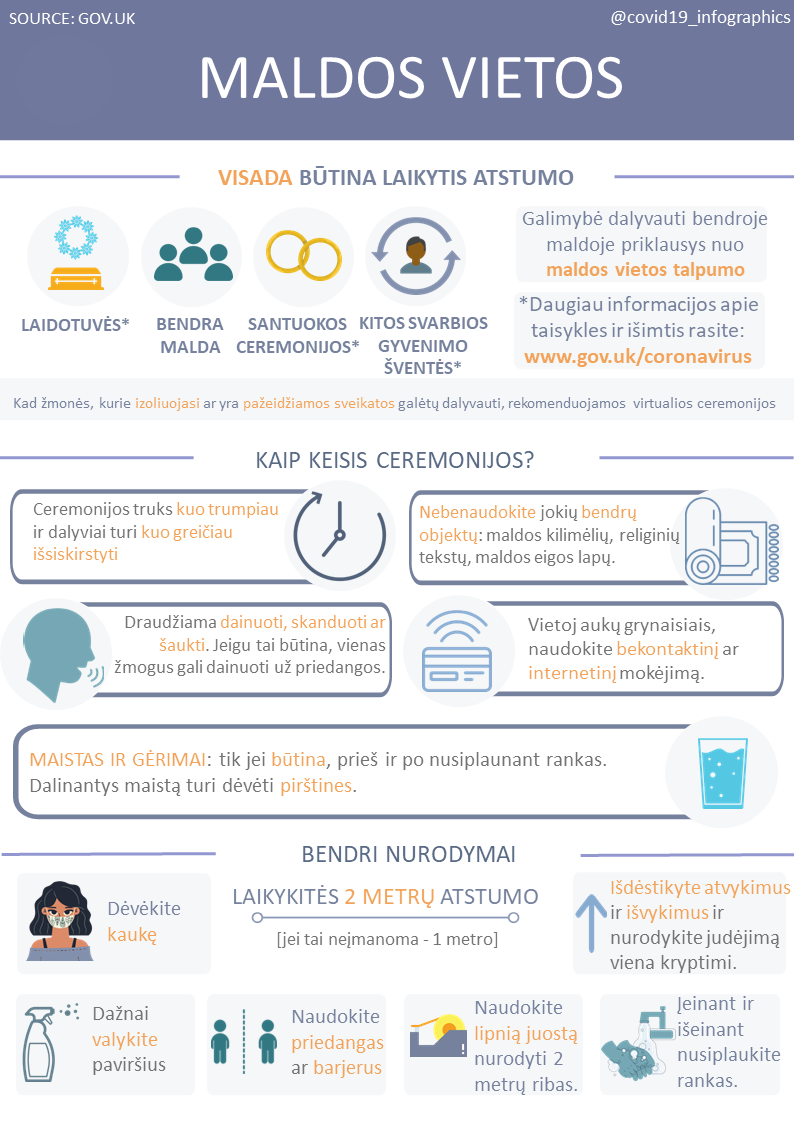 SOURCE: GOV.UK
@covid19_infographics
MALDOS VIETOS
VISADA BŪTINA LAIKYTIS ATSTUMO
LAIDOTUVĖS*
BENDRA
MALDA
SANTUOKOS
CEREMONIJOS*
KITOS SVARBIOS
GYVENIMO
ŠVENTĖS*
Galimybė dalyvauti bendroje
maldoje priklausys nuo
maldos vietos talpumo
*Daugiau informacijos apie
taisykles ir išimtis rasite:
www.gov.uk/coronavirus
Kad žmonės, kurie izoliuojasi ar yra pažeidžiamos sveikatos galėtų dalyvauti, rekomenduojamos virtualios ceremonijos
KAIP KEISIS CEREMONIJOS?
Ceremonijos truks kuo trumpiau
ir dalyviai turi kuo greičiau
išsiskirstyti
Nebenaudokite jokių bendrų
objektų: maldos kilimėlių, religinių
tekstų, maldos eigos lapų.
Draudžiama dainuoti, skanduoti ar
šaukti. Jeigu tai būtina, vienas
žmogus gali dainuoti už priedangos.
Vietoj aukų grynaisiais,
naudokite bekontaktinį ar
internetinį mokėjimą.
MAISTAS IR GĖRIMAI: tik jei būtina, prieš ir po nusiplaunant rankas.
Dalinantys maistą turi dėvėti pirštines.
BENDRI NURODYMAI
Dėvėkite
kaukę
LAIKYKITĖS 2 METRŲ ATSTUMO
[jei tai neįmanoma - 1 metro]
Išdėstikyte atvykimus
ir išvykimus ir
nurodykite judėjimą
viena kryptimi.
Dažnai
valykite
paviršius
Naudokite
priedangas
ar barjerus
Naudokite
lipnią juostą
nurodyti 2
metrų ribas.
Įeinant ir
išeinant
nusiplaukite
rankas.